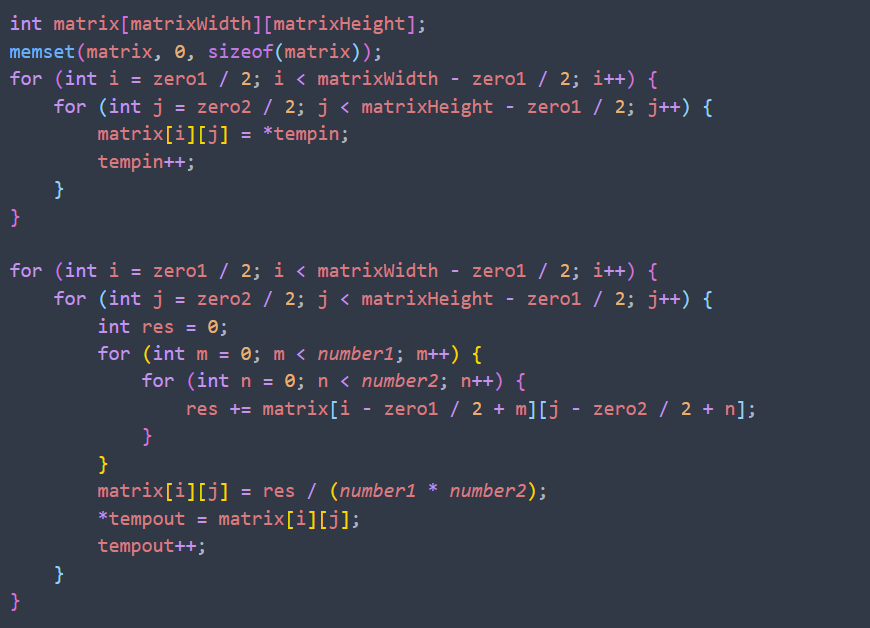 int matrix[matrixWidth][matrixHeight];
memset(matrix, 0, sizeof(matrix));
for (int i = zero1 / 2; i < matrixWidth - zero1 / 2; i++) {
    for (int j = zero2 / 2; j < matrixHeight - zero1 / 2; j++) {
        matrix[i][j] = *tempin;
        tempin++;
    }
}

for (int i = zero1 / 2; i < matrixWidth - zero1 / 2; i++) {
    for (int j = zero2 / 2; j < matrixHeight - zero1 / 2; j++) {
        int res = 0;
        for (int m = 0; m < number1; m++) {
            for (int n = 0; n < number2; n++) {
                res += matrix[i - zero1 / 2 + m][j - zero2 / 2 + n];
            }
        }
        matrix[i][j] = res / (number1 * number2);
        *tempout = matrix[i][j];
        tempout++;
    }
}